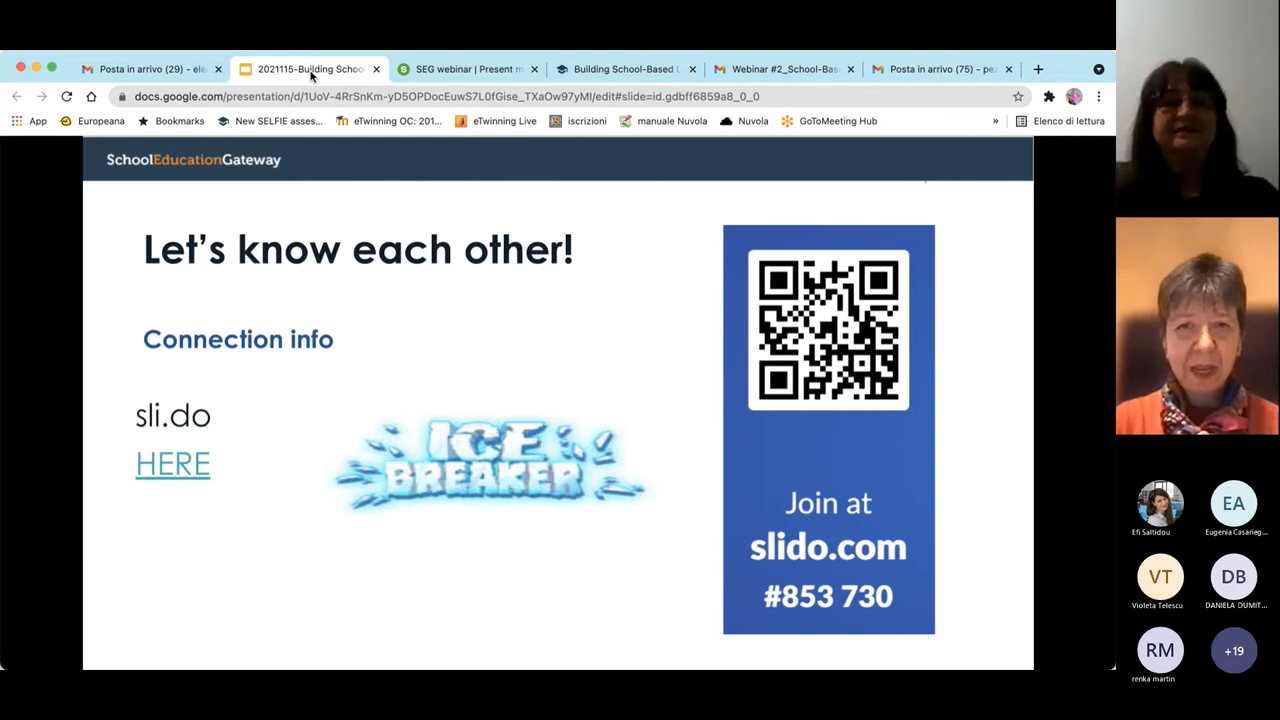 Posta in arrivo (29) – ele
2021115-Building School
SEG webinar | Present m
Building School-Based L
Webinar #2_School-Bas
Posta in arrivo (75) – pe
docs.google.com/presentation/d/1UoV-4RrSnKm-yD5OPDocEuwS7L0fGise_TXaOw97yMI/edit#slide=id.gdbff6859a8_0_0
App
Europeana
Bookmarks
New SELFIE asses...
eTwinning OC: 201...
eTwinning Live
iscrizioni
manuale Nuvola
Nuvola
GoToMeeting Hub
»
Elenco di lettura
SchoolEducationGateway
Let's know each other!
Connection info
sli.do
HERE
ICE
BREAKER
Join at
slido.com
#853 730
Efi Saltidou
EA
Eugenia Casarieg...
VT
Violeta Telescu
DB
DANIELA DUMIT...
RM
renka martin
+19